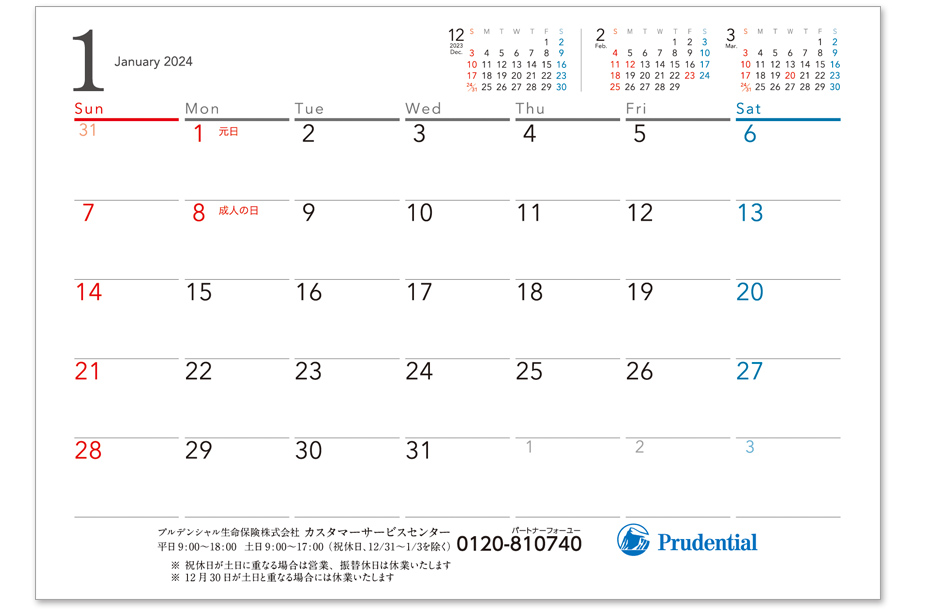 1 January 2024
12 2023 Dec. S M T W T F S
1 2
3 4 5 6 7 8 9
10 11 12 13 14 15 16
17 18 19 20 21 22 23
24/31 25 26 27 28 29 30
2 Feb. S M T W T F S
1 2 3
4 5 6 7 8 9 10
11 12 13 14 15 16 17
18 19 20 21 22 23 24
25 26 27 28 29
3 Mar. S M T W T F S
1 2
3 4 5 6 7 8 9
10 11 12 13 14 15 16
17 18 19 20 21 22 23
24/31 25 26 27 28 29 30
Sun Mon Tue Wed Thu Fri Sat
31 1 元日 2 3 4 5 6
7 8 成人の日 9 10 11 12 13
14 15 16 17 18 19 20
21 22 23 24 25 26 27
28 29 30 31 1 2 3
プルデンシャル生命保険株式会社 カスタマーサービスセンター
平日9:00〜18:00 土日9:00〜17:00（祝休日、12/31〜1/3を除く）
パートナーフォーユー
0120-810740
Prudential
※ 祝休日が土日に重なる場合は営業、振替休日は休業いたします
※ 12月30日が土日と重なる場合には休業いたします